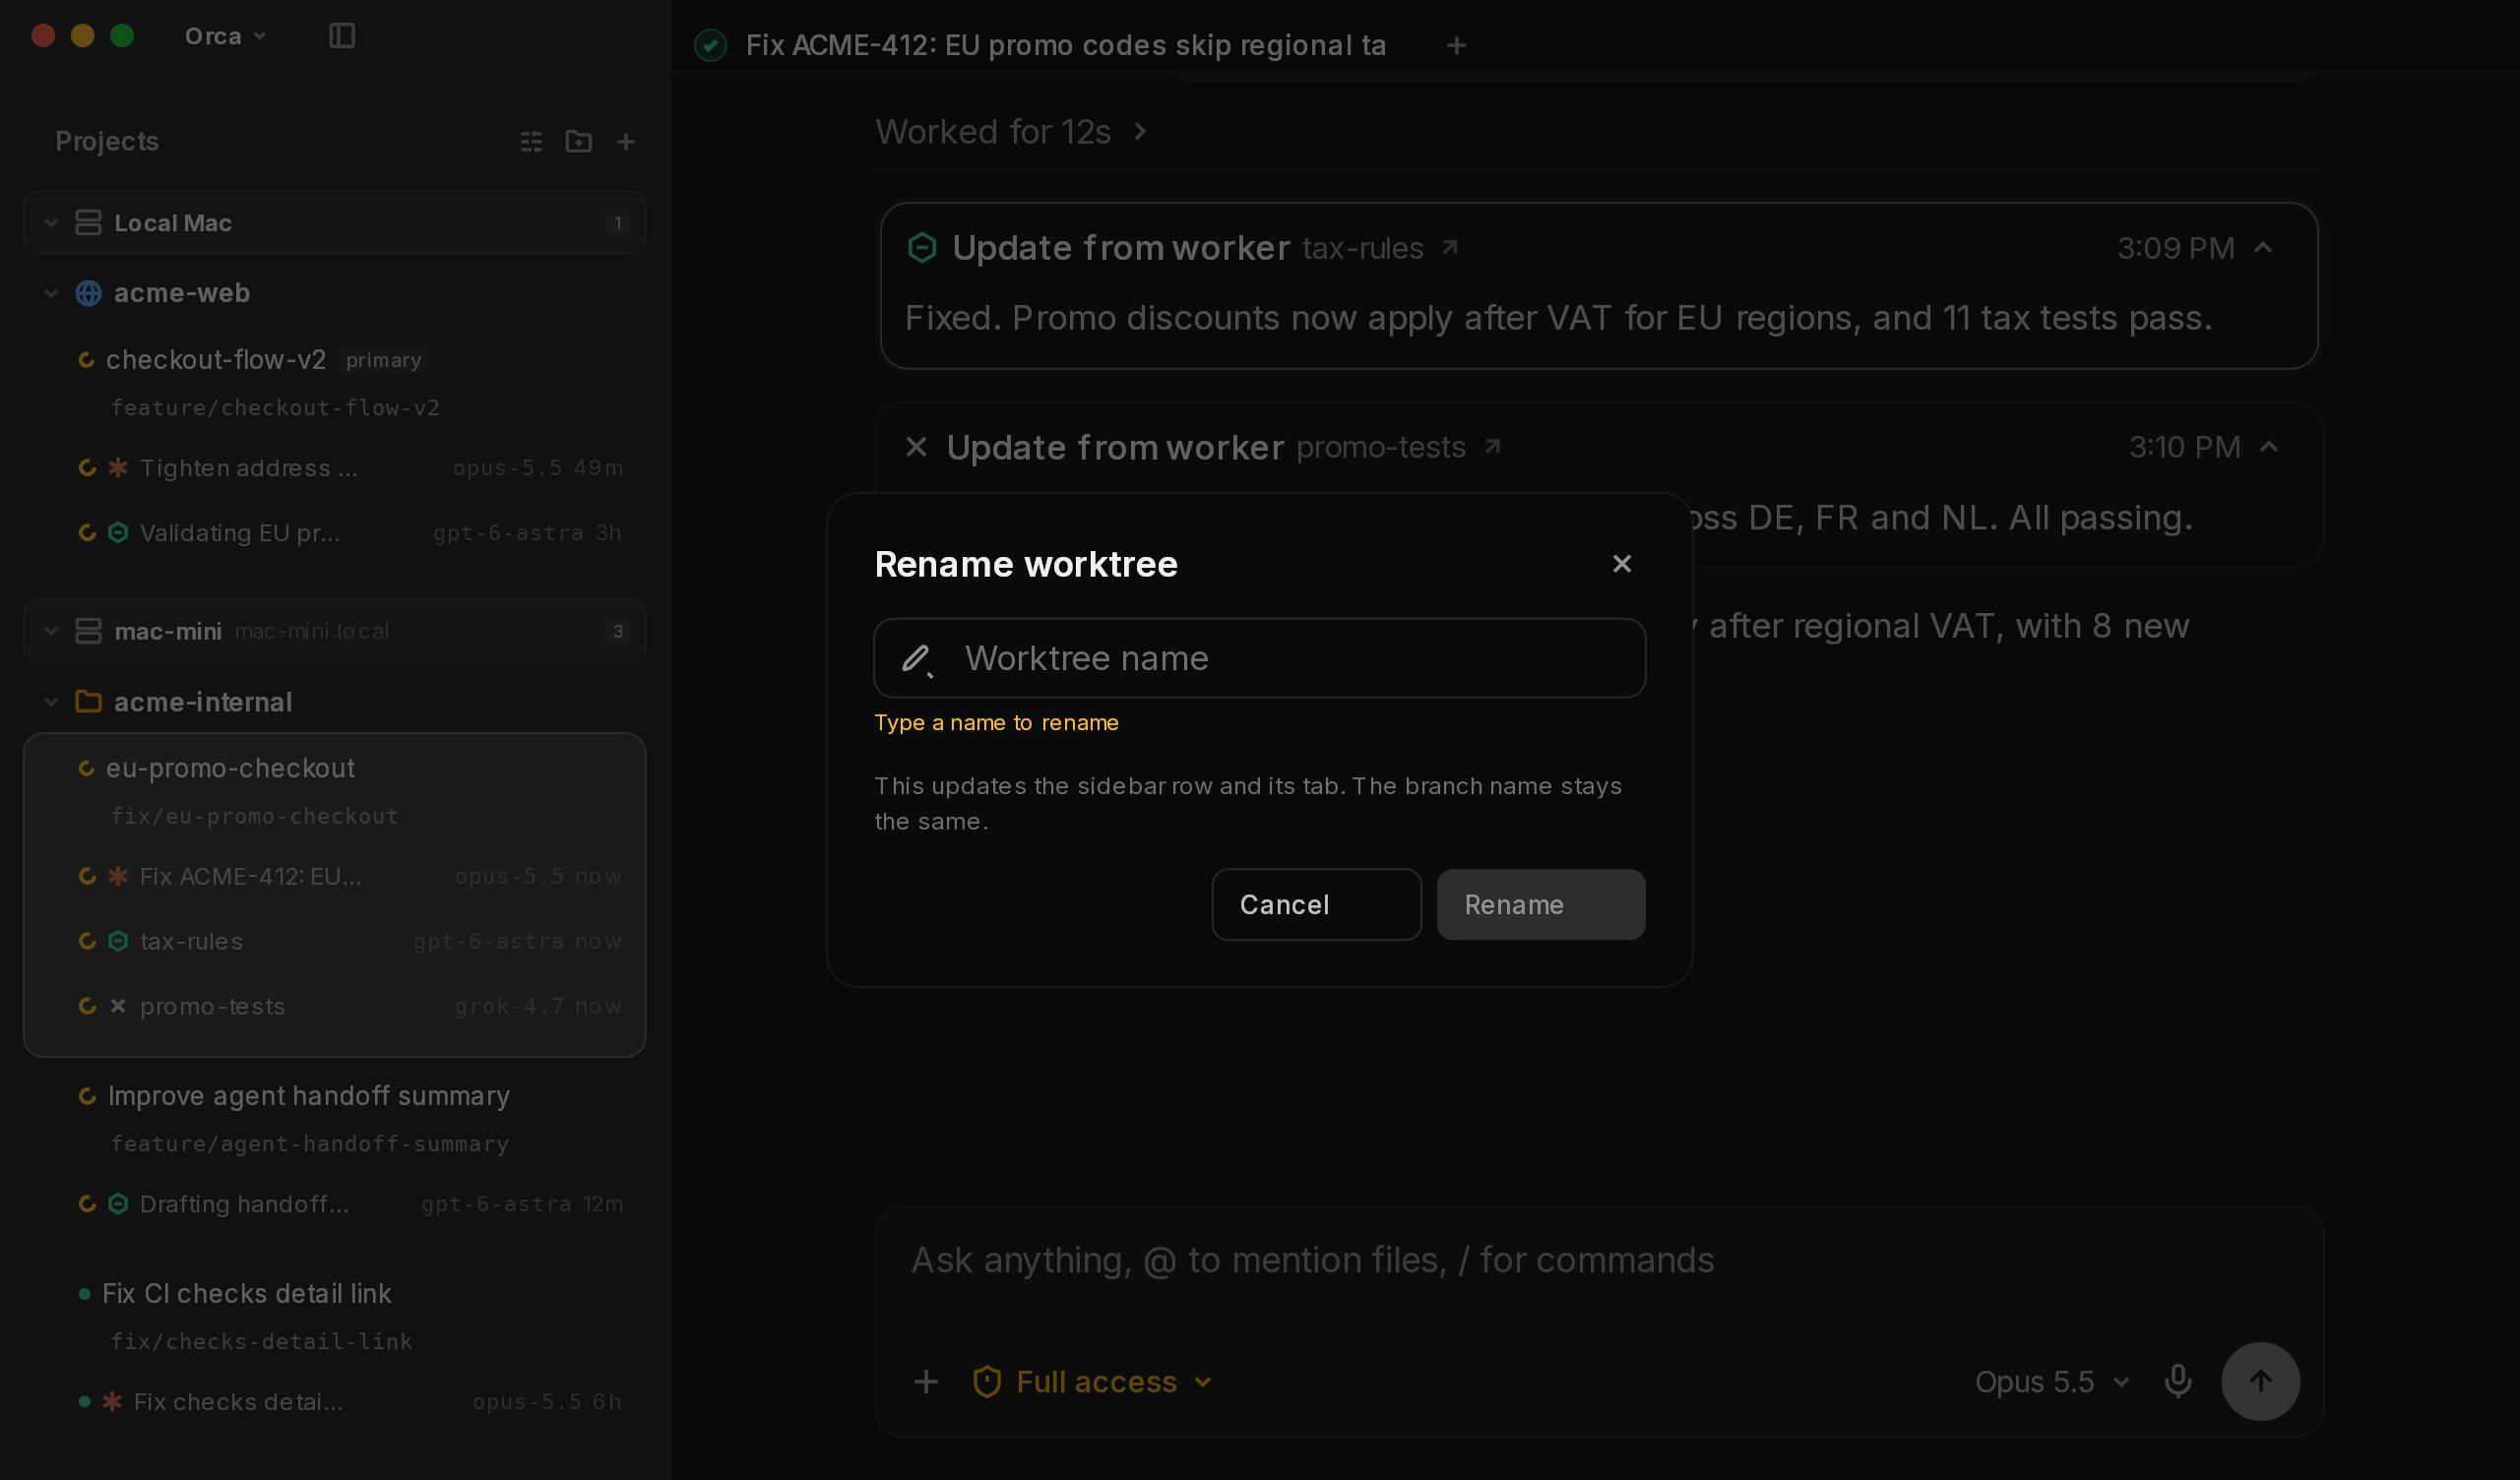 Orca
Projects
Local Mac 1
acme-web
checkout-flow-v2 primary
feature/checkout-flow-v2
Tighten address ... opus-5.5 49m
Validating EU pr... gpt-6-astra 3h
mac-mini mac-mini.local 3
acme-internal
eu-promo-checkout
fix/eu-promo-checkout
Fix ACME-412: EU... opus-5.5 now
tax-rules gpt-6-astra now
promo-tests grok-4.7 now
Improve agent handoff summary
feature/agent-handoff-summary
Drafting handoff... gpt-6-astra 12m
Fix CI checks detail link
fix/checks-detail-link
Fix checks detai... opus-5.5 6h
Fix ACME-412: EU promo codes skip regional ta
Worked for 12s
Update from worker tax-rules 3:09 PM
Fixed. Promo discounts now apply after VAT for EU regions, and 11 tax tests pass.
Update from worker promo-tests 3:10 PM
DE, FR and NL. All passing.
after regional VAT, with 8 new
Rename worktree
Worktree name
Type a name to rename
This updates the sidebar row and its tab. The branch name stays
the same.
Cancel
Rename
Ask anything, @ to mention files, / for commands
Full access
Opus 5.5